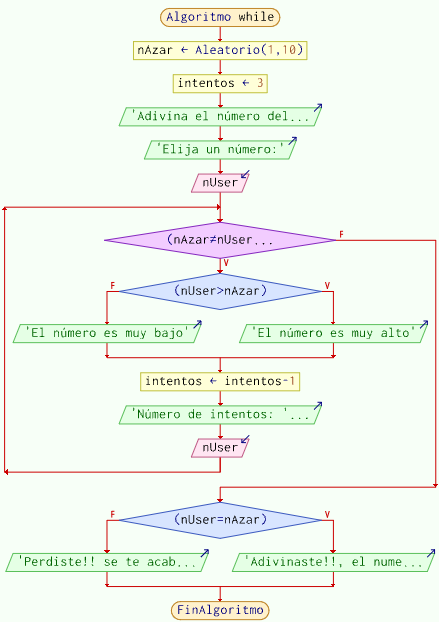 Algoritmo while
nAzar ← Aleatorio(1,10)
intentos ← 3
'Adivina el número del...
'Elija un número:'
nUser
(nAzar≠nUser...
F
V
(nUser>nAzar)
F
V
'El número es muy bajo'
'El número es muy alto'
intentos ← intentos-1
'Número de intentos: '...
nUser
(nUser=nAzar)
F
V
'Perdiste!! se te acab...
'Adivinaste!!, el nume...
FinAlgoritmo